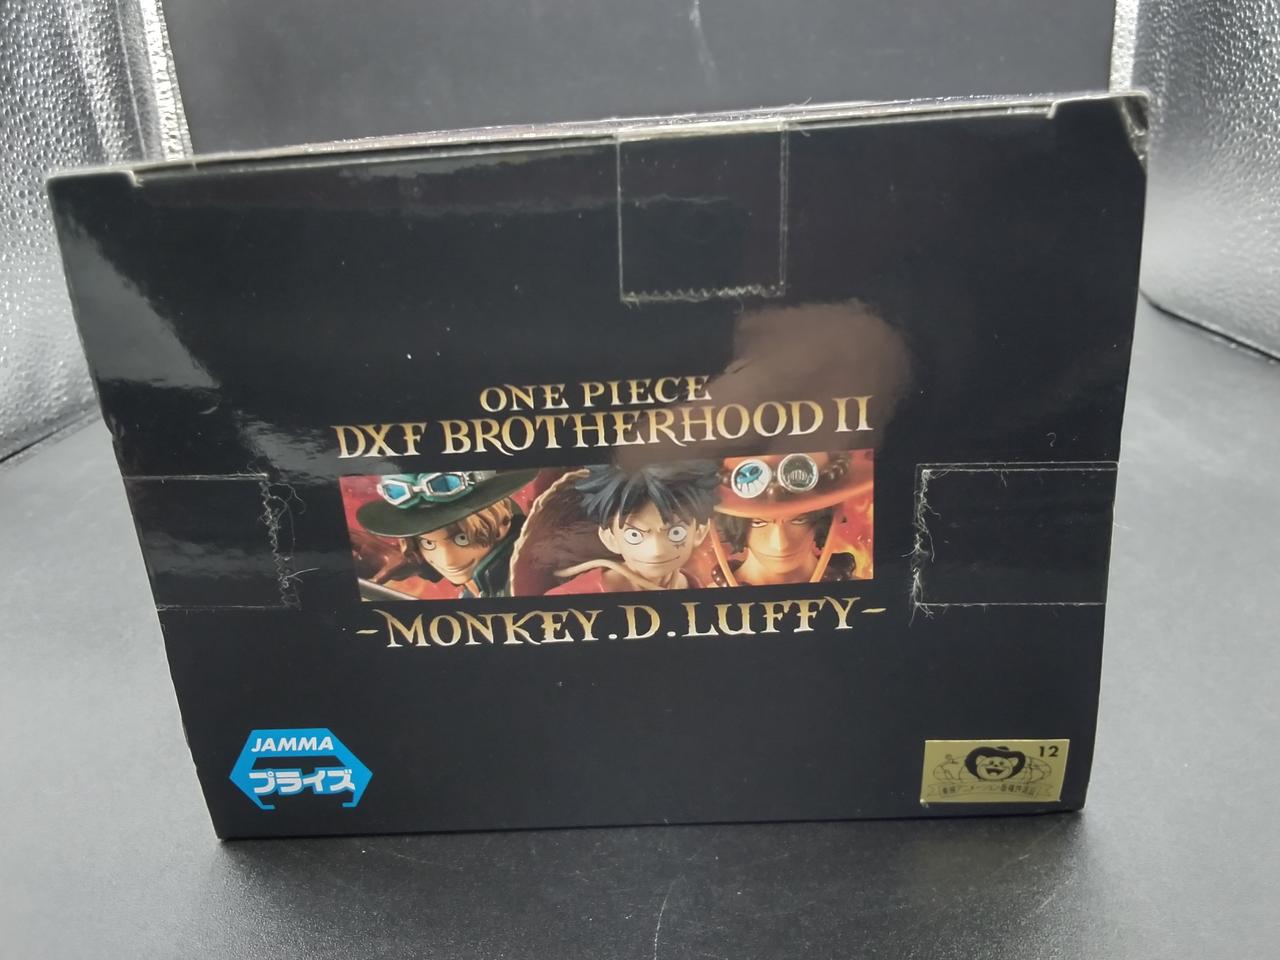 ONE PIECE
DXF BROTHERHOOD II
-MONKEY.D.LUFFY-
JAMMA
プライズ
12